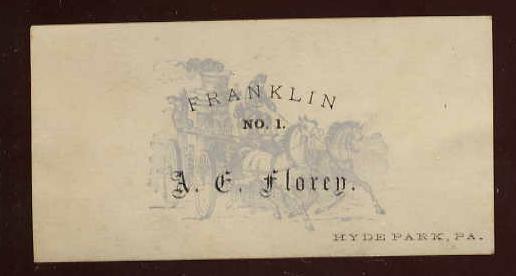 FRANKLIN
NO. 1.
A. E. Florey.
HYDE PARK, PA.